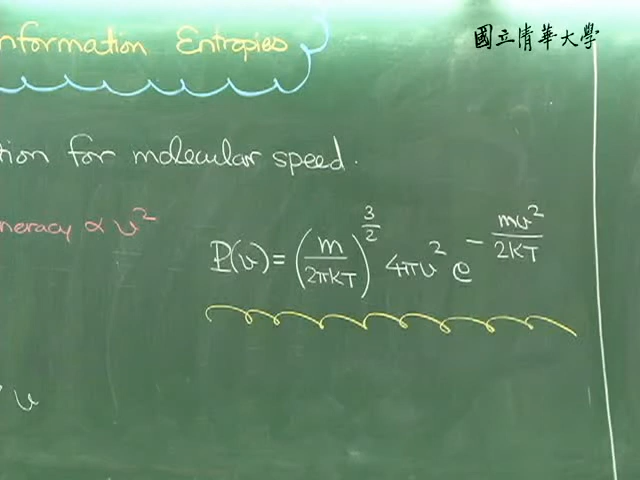 nformation Entropies
國立清華大學
tion for molecular speed.
neracy ∝ v²
P(v) = (m/2πkT)^(3/2) 4πv² e^(-mv²/2kT)
v